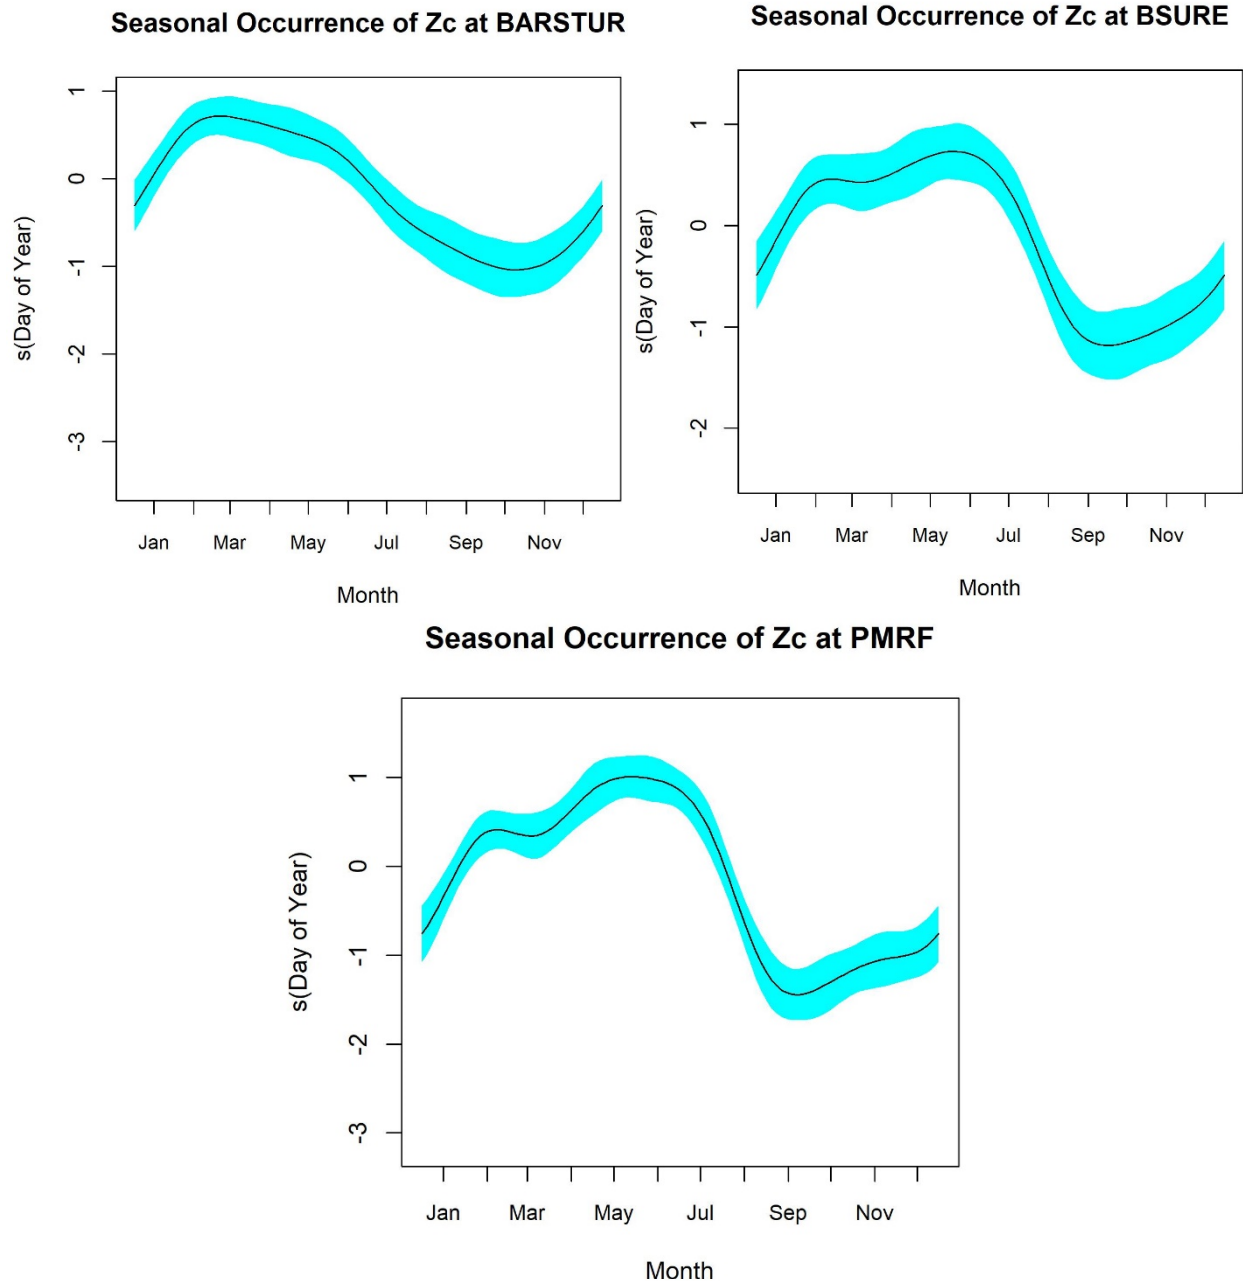 Seasonal Occurrence of Zc at BARSTUR
1
0
-1
-2
-3
s(Day of Year)
Jan Mar May Jul Sep Nov
Month
Seasonal Occurrence of Zc at BSURE
1
0
-1
-2
s(Day of Year)
Jan Mar May Jul Sep Nov
Month
Seasonal Occurrence of Zc at PMRF
1
0
-1
-2
-3
s(Day of Year)
Jan Mar May Jul Sep Nov
Month